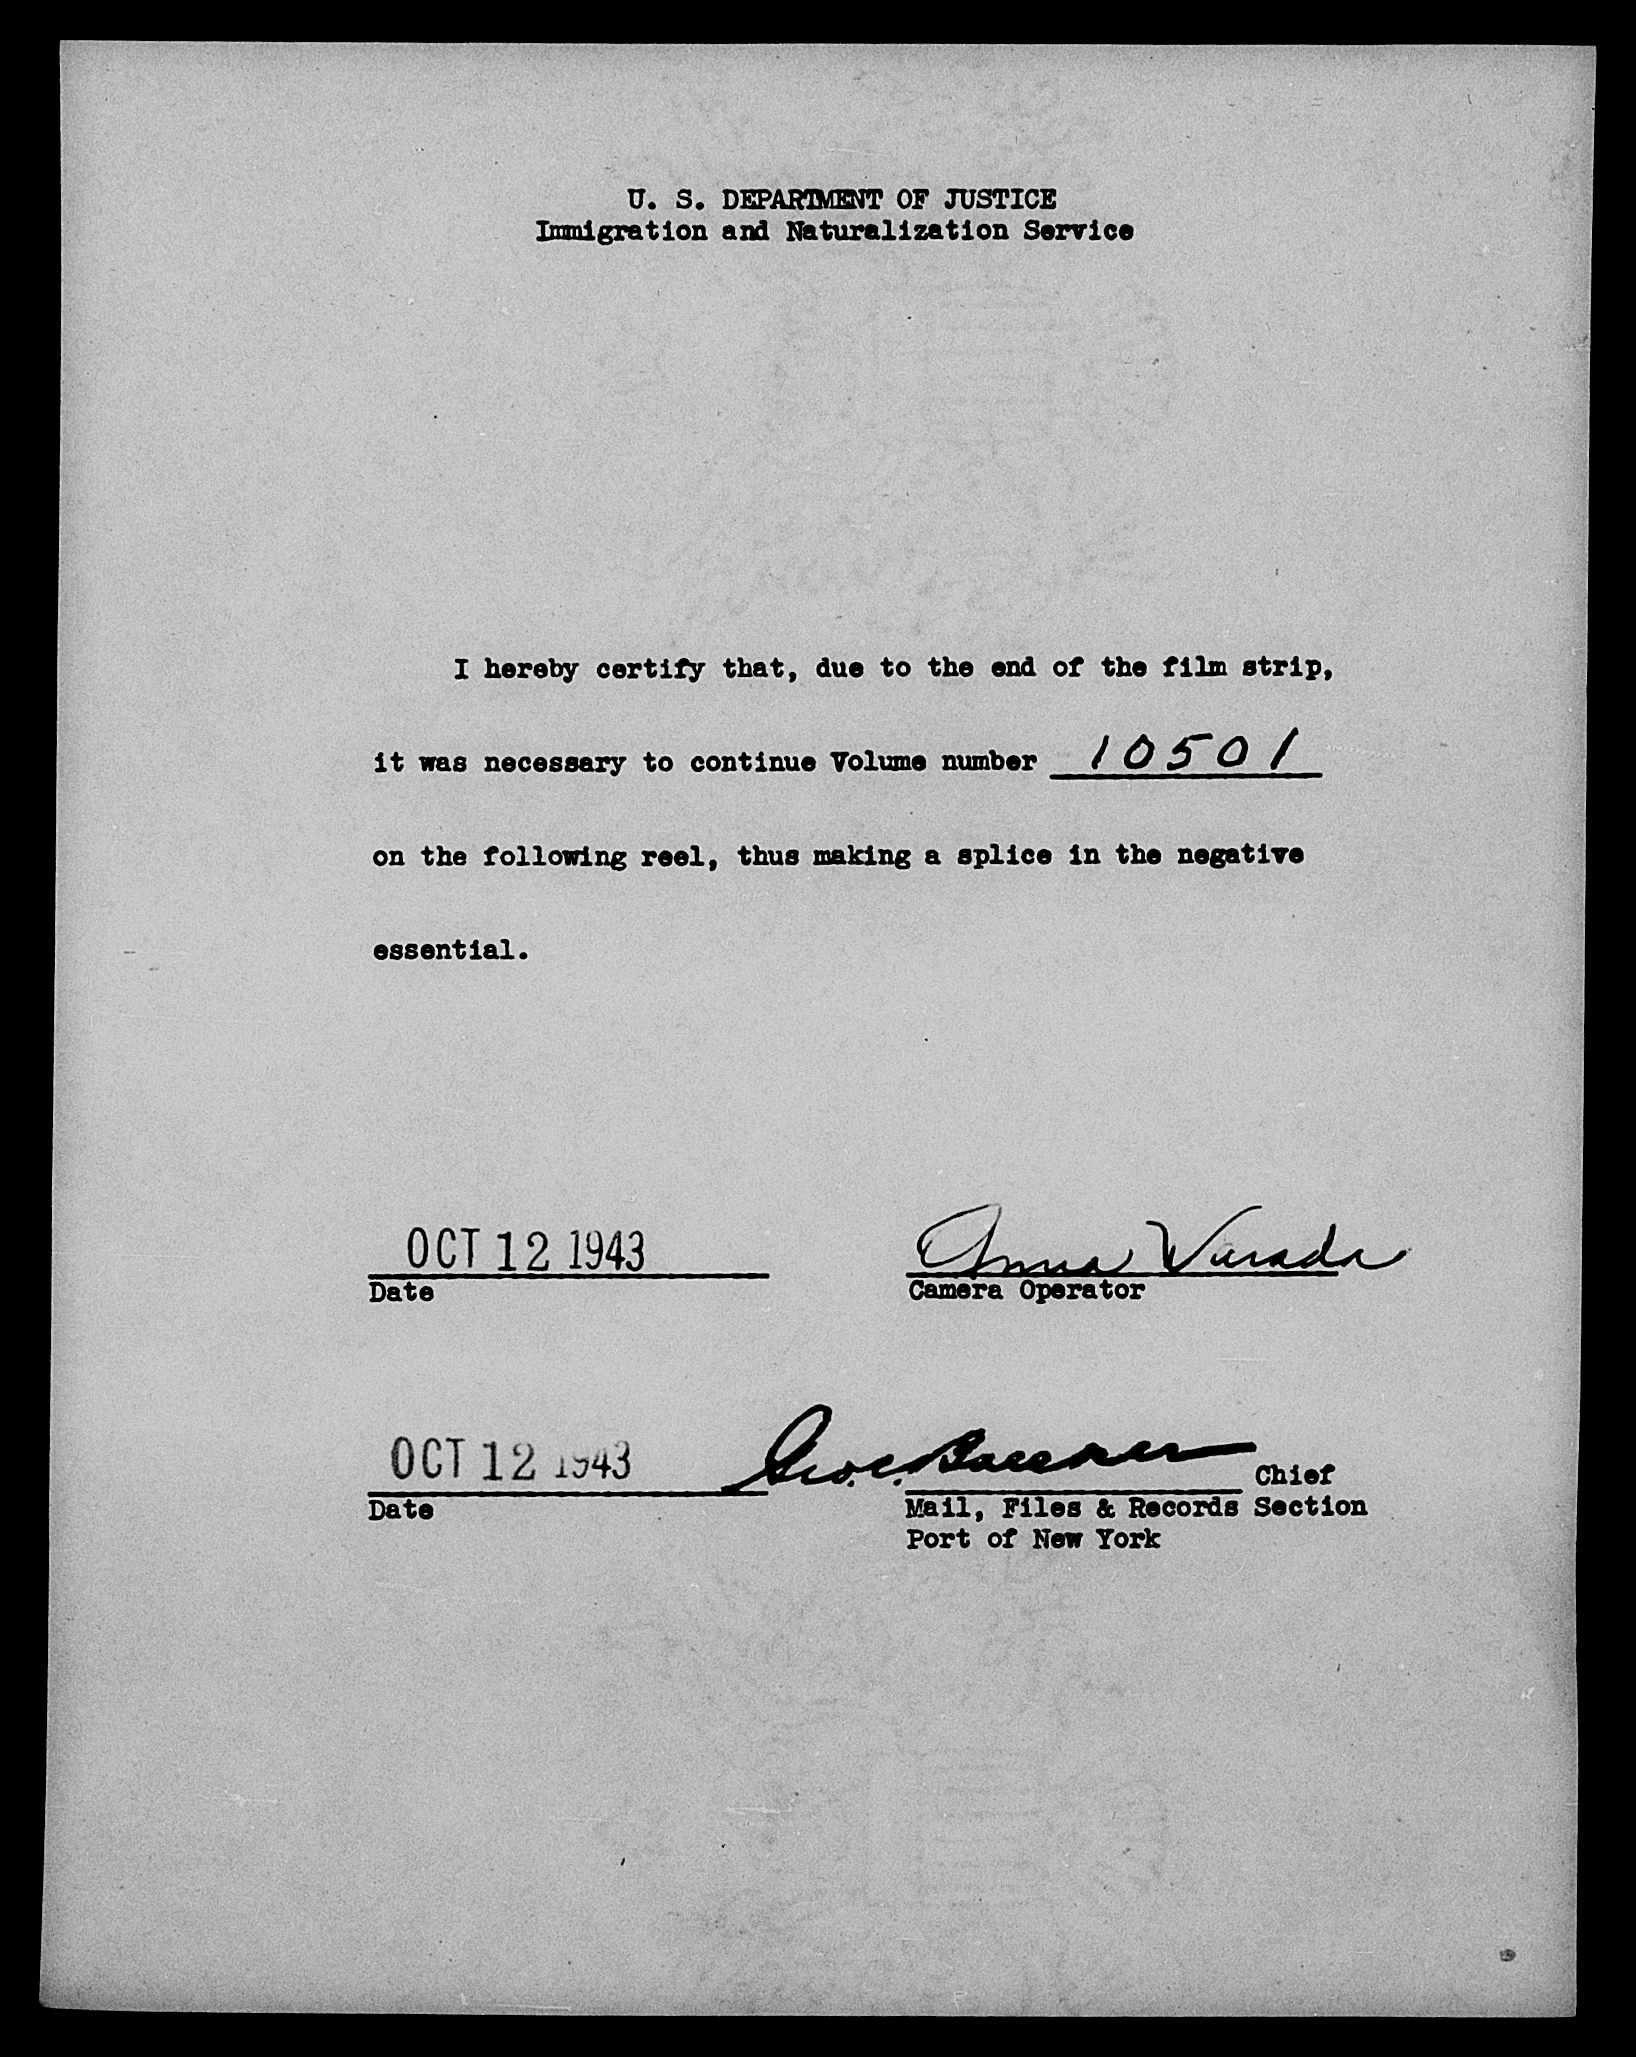 U. S. DEPARTMENT OF JUSTICE
Immigration and Naturalization Service
I hereby certify that, due to the end of the film strip,
it was necessary to continue Volume number 10501
on the following reel, thus making a splice in the negative
essential.
OCT 12 1943 Anna
Date Camera Operator
OCT 12 1943 Geo. C. Chief
Date Mail, Files & Records Section
Port of New York